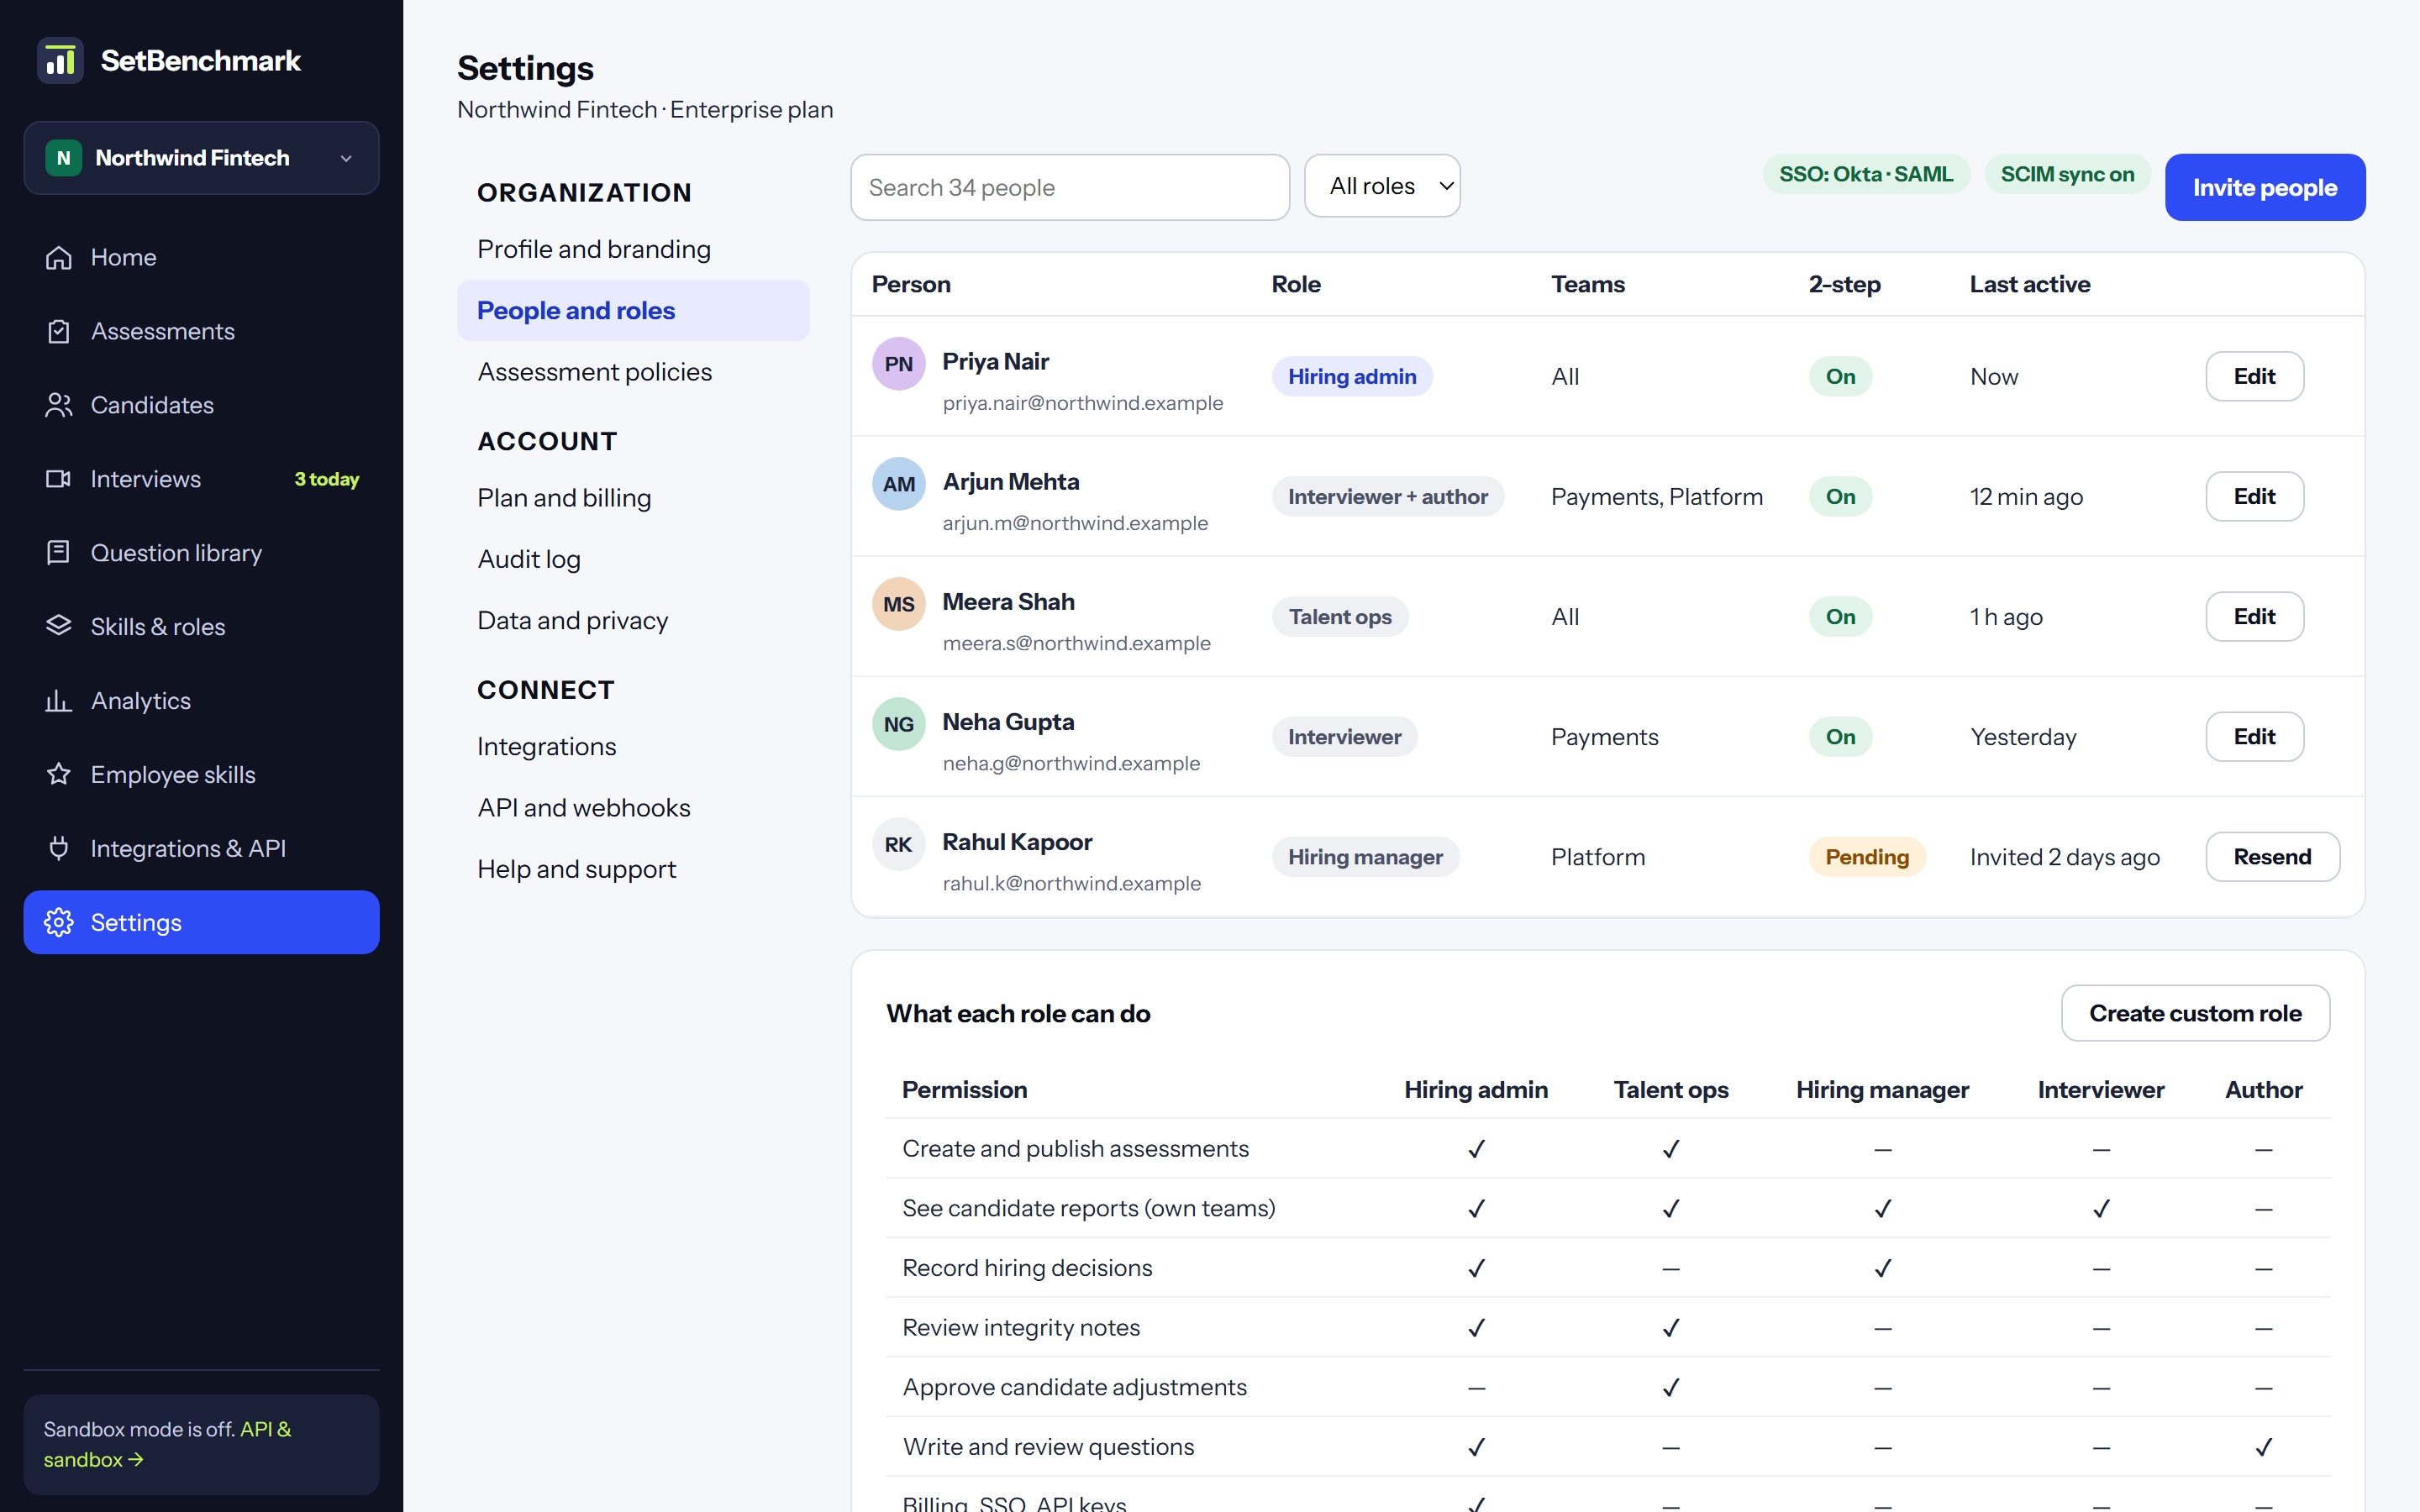 SetBenchmark
N Northwind Fintech
Home
Assessments
Candidates
Interviews 3 today
Question library
Skills & roles
Analytics
Employee skills
Integrations & API
Settings
Sandbox mode is off. API &
sandbox →
Settings
Northwind Fintech · Enterprise plan
ORGANIZATION
Profile and branding
People and roles
Assessment policies
ACCOUNT
Plan and billing
Audit log
Data and privacy
CONNECT
Integrations
API and webhooks
Help and support
Search 34 people All roles SSO: Okta · SAML SCIM sync on Invite people
Person Role Teams 2-step Last active
PN Priya Nair Hiring admin All On Now Edit
priya.nair@northwind.example
AM Arjun Mehta Interviewer + author Payments, Platform On 12 min ago Edit
arjun.m@northwind.example
MS Meera Shah Talent ops All On 1 h ago Edit
meera.s@northwind.example
NG Neha Gupta Interviewer Payments On Yesterday Edit
neha.g@northwind.example
RK Rahul Kapoor Hiring manager Platform Pending Invited 2 days ago Resend
rahul.k@northwind.example
What each role can do Create custom role
Permission Hiring admin Talent ops Hiring manager Interviewer Author
Create and publish assessments ✓ ✓ — — —
See candidate reports (own teams) ✓ ✓ ✓ ✓ —
Record hiring decisions ✓ — ✓ — —
Review integrity notes ✓ ✓ — — —
Approve candidate adjustments — ✓ — — —
Write and review questions ✓ — — — ✓
Billing, SSO, API keys ✓ — — — —